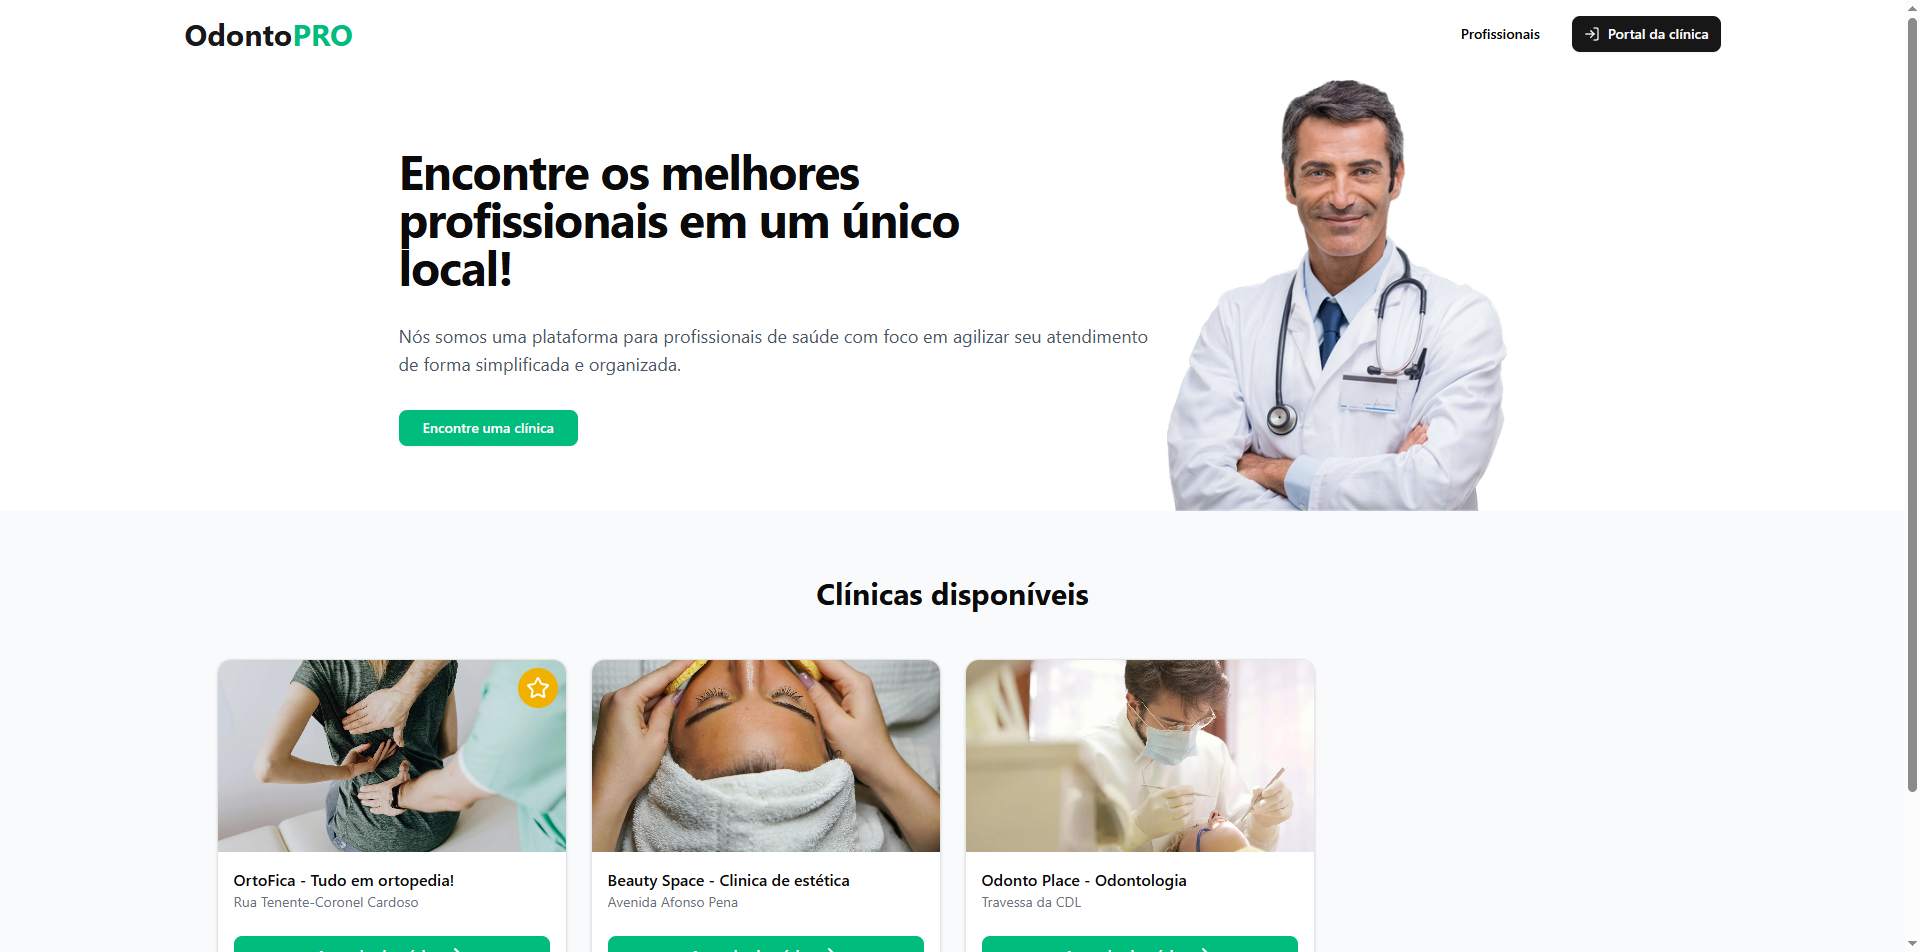 OdontoPRO
Profissionais
Portal da clínica
Encontre os melhores
profissionais em um único
local!
Nós somos uma plataforma para profissionais de saúde com foco em agilizar seu atendimento
de forma simplificada e organizada.
Encontre uma clínica
Clínicas disponíveis
OrtoFica - Tudo em ortopedia!
Rua Tenente-Coronel Cardoso
Beauty Space - Clinica de estética
Avenida Afonso Pena
Odonto Place - Odontologia
Travessa da CDL